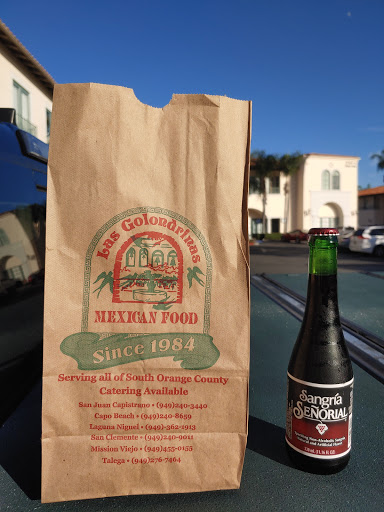 Las Golondrinas
MEXICAN FOOD
Since 1984
Serving all of South Orange County
Catering Available
San Juan Capistrano • (949)240-3440
Capo Beach • (949)240-8659
Laguna Niguel • (949)-362-1913
San Clemente • (949)240-9011
Mission Viejo • (949)455-0155
Talega • (949)276-7464
Sangría
SEÑORIAL